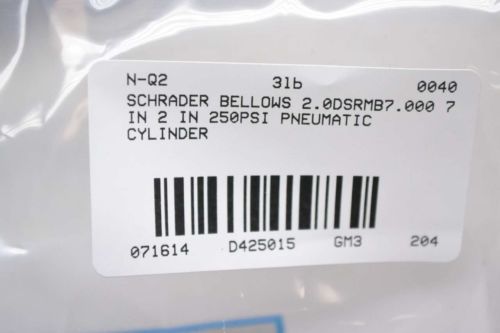 N-Q2 3lb 0040
SCHRADER BELLOWS 2.0DSRMB7.000 7
IN 2 IN 250PSI PNEUMATIC
CYLINDER
071614 D425015 GM3 204